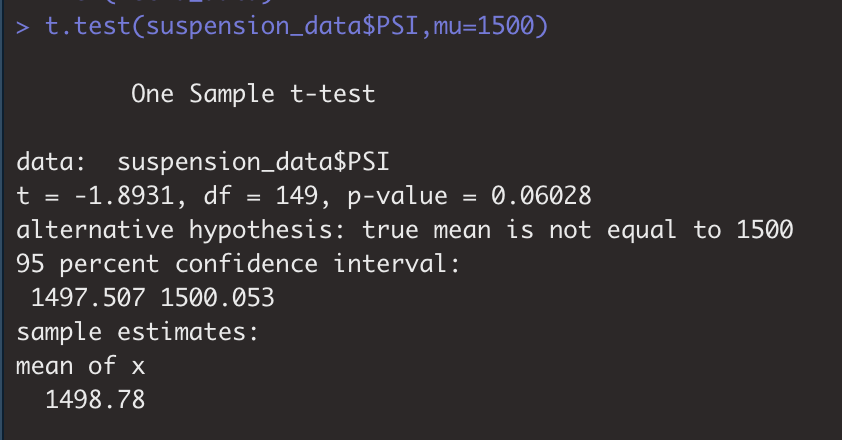 > t.test(suspension_data$PSI,mu=1500)
One Sample t-test
data:  suspension_data$PSI
t = -1.8931, df = 149, p-value = 0.06028
alternative hypothesis: true mean is not equal to 1500
95 percent confidence interval:
 1497.507 1500.053
sample estimates:
mean of x
  1498.78